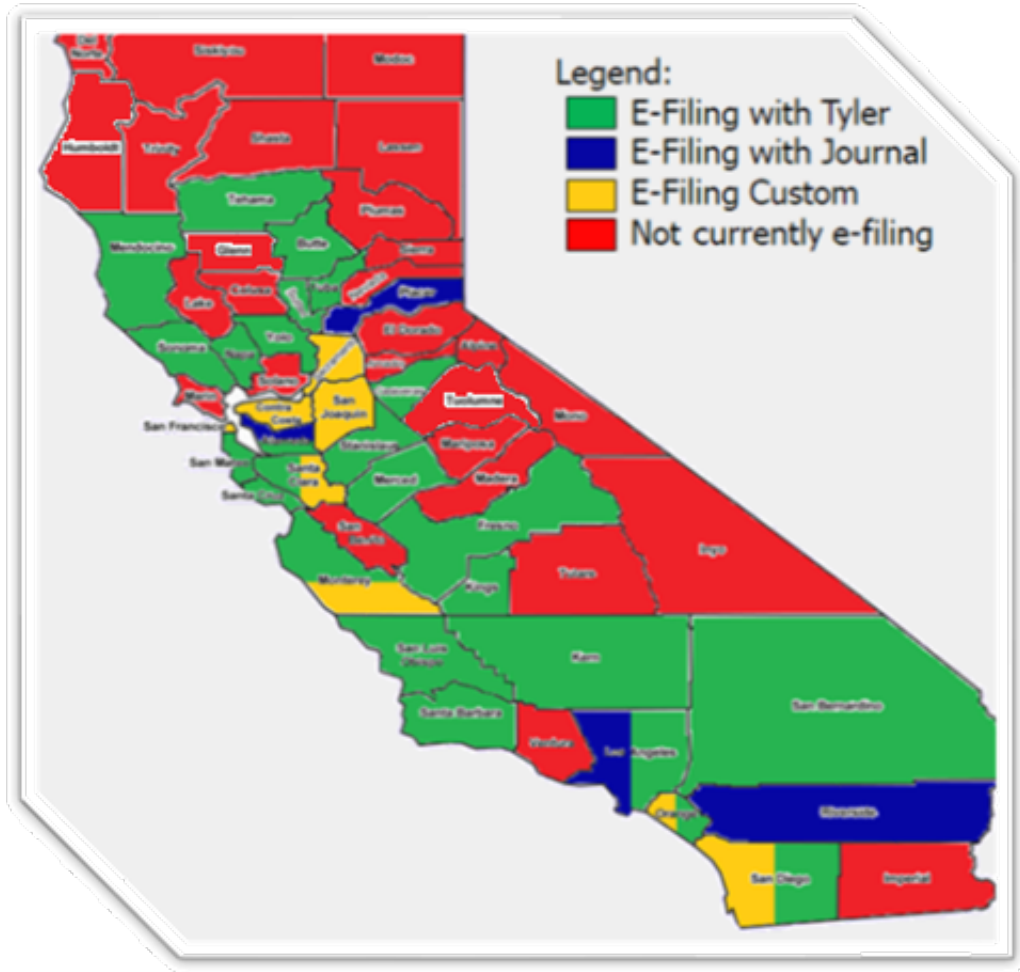 Legend:
E-Filing with Tyler
E-Filing with Journal
E-Filing Custom
Not currently e-filing
Del
Norte
Siskiyou
Modoc
Humboldt
Trinity
Shasta
Lassen
Tehama
Plumas
Mendocino
Glenn
Butte
Sierra
Colusa
Yuba
Nevada
Placer
Lake
El Dorado
Sonoma
Napa
Yolo
Alpine
Solano
Sacramento
Marin
Contra
Costa
San
Joaquin
Calaveras
Tuolumne
Mono
San Francisco
Alameda
Stanislaus
Mariposa
San Mateo
Santa
Clara
Merced
Madera
Santa Cruz
San
Benito
Fresno
Inyo
Monterey
Kings
Tulare
San Luis
Obispo
Kern
Santa Barbara
San Bernardino
Ventura
Los Angeles
Orange
Riverside
San Diego
Imperial